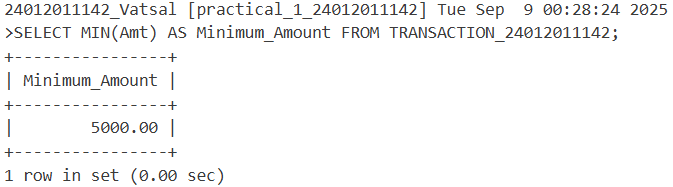 24012011142_Vatsal [practical_1_24012011142] Tue Sep  9 00:28:24 2025
>SELECT MIN(Amt) AS Minimum_Amount FROM TRANSACTION_24012011142;
+----------------+
| Minimum_Amount |
+----------------+
|        5000.00 |
+----------------+
1 row in set (0.00 sec)